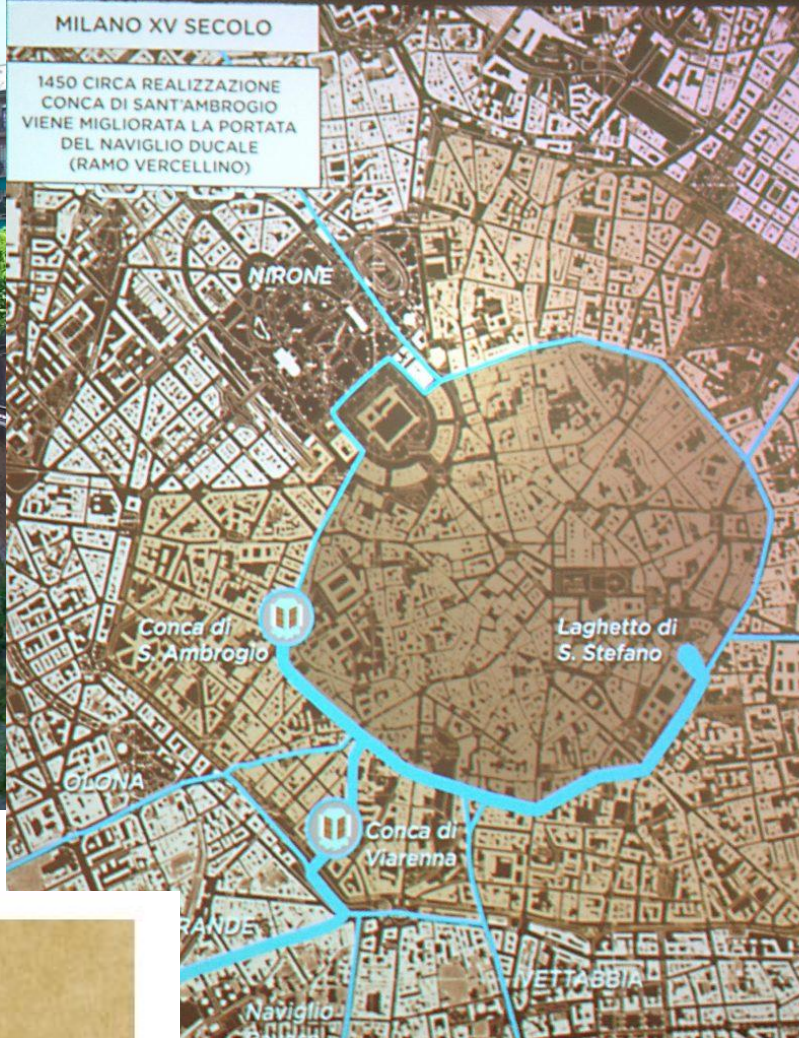 MILANO XV SECOLO
1450 CIRCA REALIZZAZIONE
CONCA DI SANT'AMBROGIO
VIENE MIGLIORATA LA PORTATA
DEL NAVIGLIO DUCALE
(RAMO VERCELLINO)
NIRONE
Conca di
S. Ambrogio
Laghetto di
S. Stefano
OLONA
Conca di
Viarenna
RANDE
VETTABBIA
Naviglio